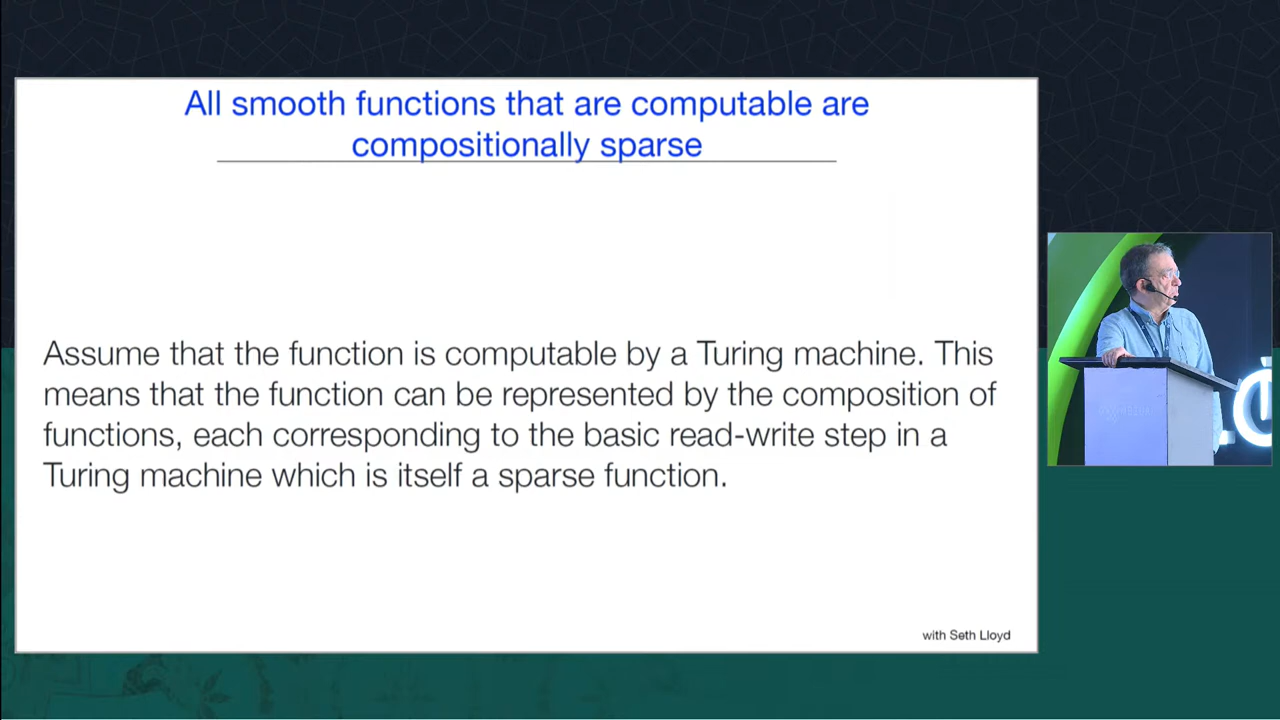 All smooth functions that are computable are
compositionally sparse
Assume that the function is computable by a Turing machine. This
means that the function can be represented by the composition of
functions, each corresponding to the basic read-write step in a
Turing machine which is itself a sparse function.
with Seth Lloyd